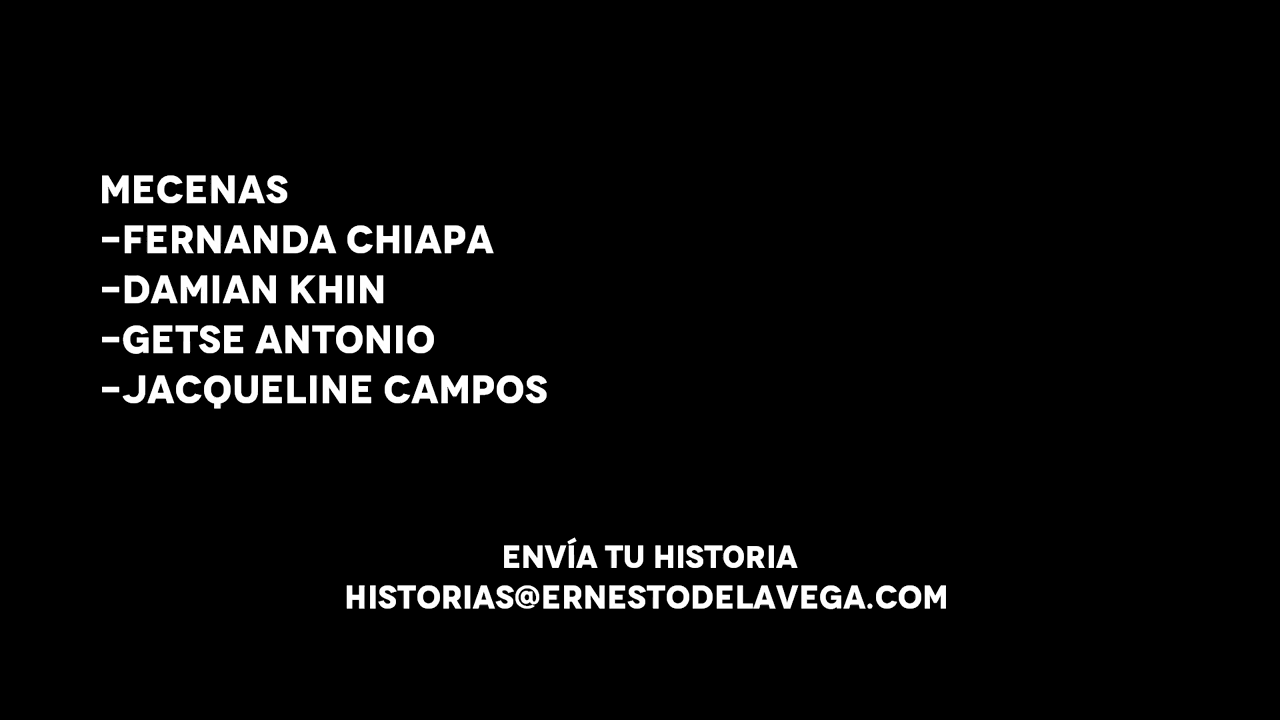 MECENAS
-FERNANDA CHIAPA
-DAMIAN KHIN
-GETSE ANTONIO
-JACQUELINE CAMPOS
ENVÍA TU HISTORIA
HISTORIAS@ERNESTODELAVEGA.COM